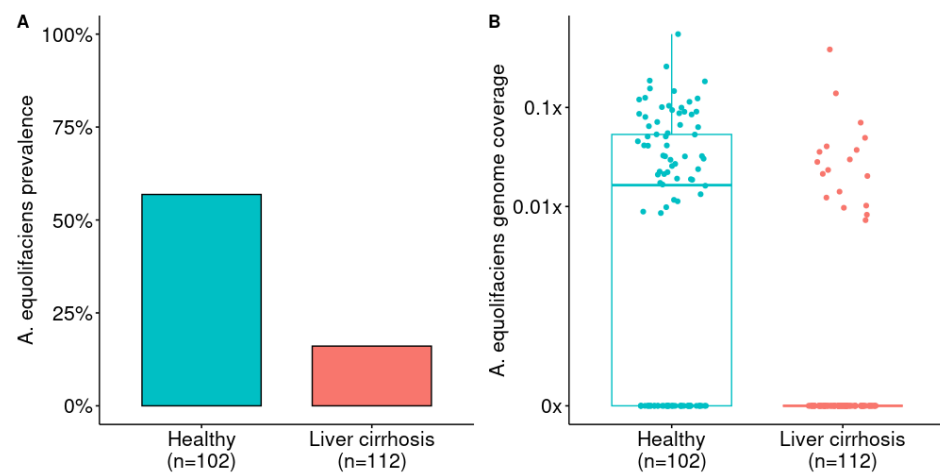 A
A. equolifaciens prevalence
100%
75%
50%
25%
0%
Healthy
(n=102)
Liver cirrhosis
(n=112)
B
A. equolifaciens genome coverage
0.1x
0.01x
0x
Healthy
(n=102)
Liver cirrhosis
(n=112)